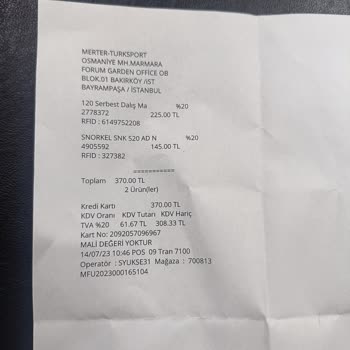 MERTER-TURKSPORT
OSMANİYE MH.MARMARA
FORUM GARDEN OFFICE OB
BLOK.01 BAKIRKÖY /iST
BAYRAMPAŞA / İSTANBUL
120 Serbest Dalış Ma %20
2778372 225.00 TL
RFID : 6149752208
SNORKEL SNK 520 AD N %20
4905592 145.00 TL
RFID : 327382
===========
Toplam 370.00 TL
2 Ürün(ler)
Kredi Kartı 370.00 TL
KDV Oranı KDV Tutarı KDV Hariç
TVA %20 61.67 TL 308.33 TL
Kart No: 2092057096967
MALİ DEĞERİ YOKTUR
14/07/23 10:46 POS 09 Tran 7100
Operatör : SYUKSE31 Mağaza : 700813
MFU2023000165104